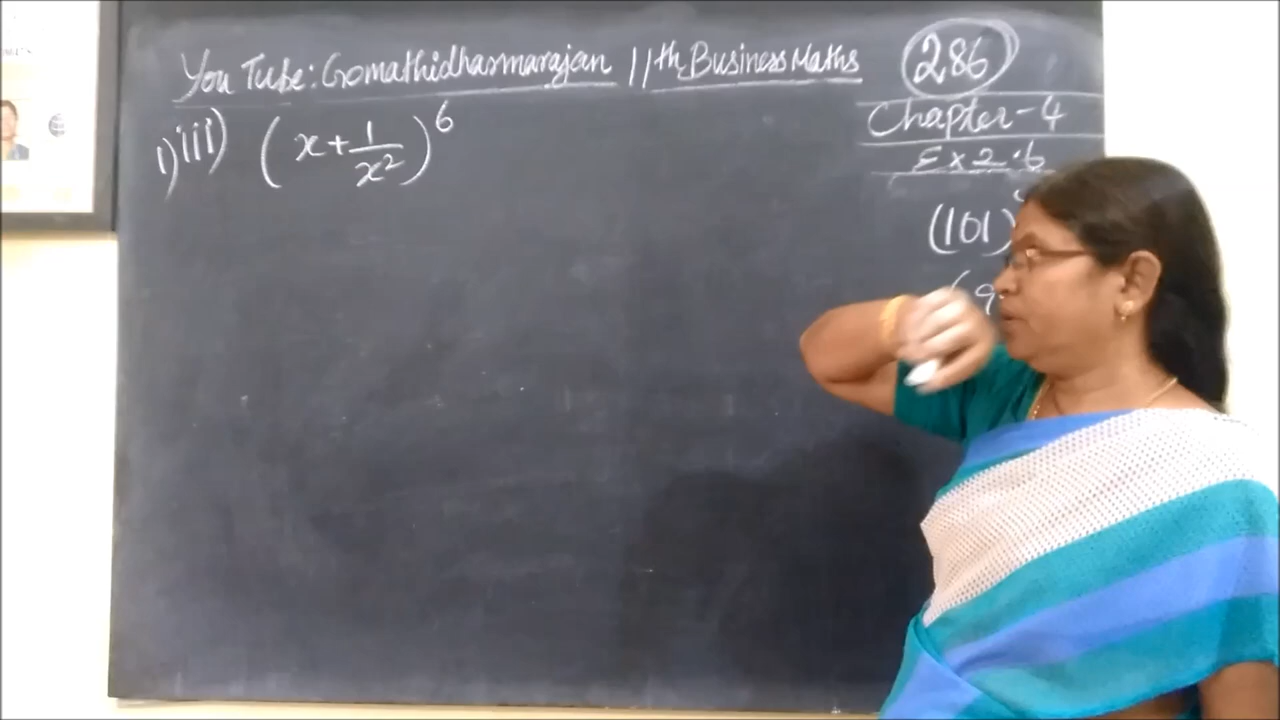 You Tube: Gomathidharmarajan 11th Business Maths
286
Chapter-4
Ex 2.6
1) iii) (x + 1/x²)⁶
(101)
(9